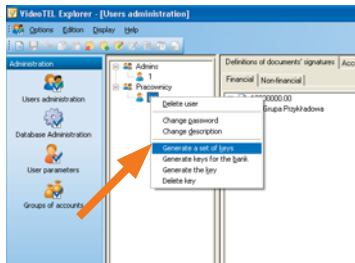 VideoTEL Explorer - [Users administration]
Options Edition Display Help
Administration
Users administration
Database Administration
User parameters
Groups of accounts
Admins
1
Pracownicy
Delete user
Change password
Change description
Generate a set of keys
Generate keys for the bank
Generate the key
Delete key
Definitions of documents' signatures
Financial Non-financial
Grupa Przykładowa